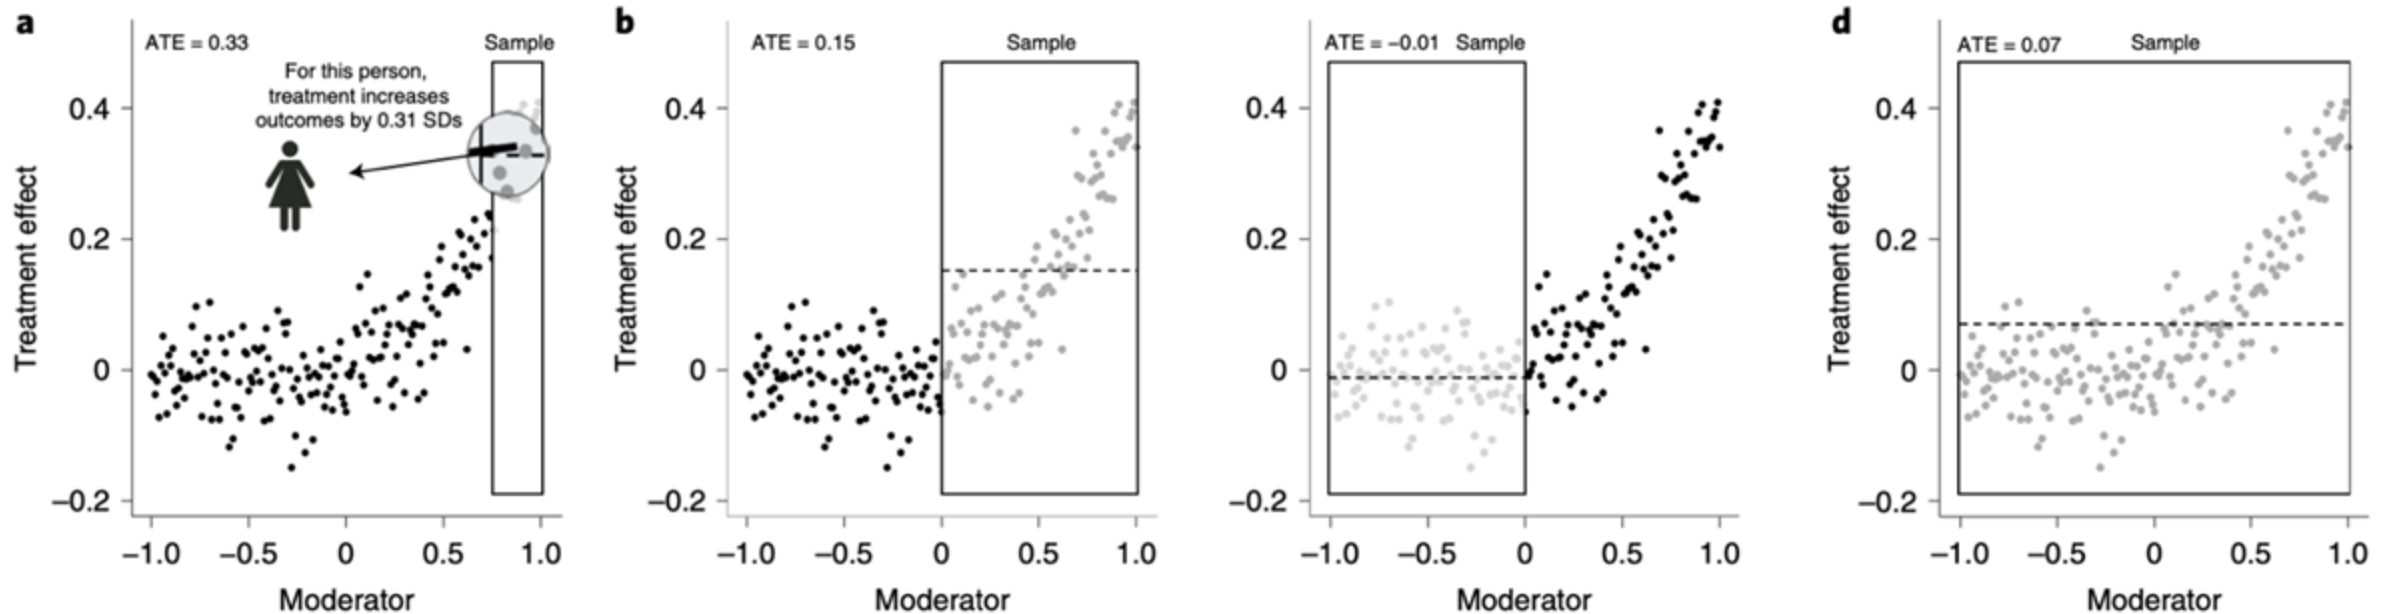 a
ATE = 0.33
Sample
For this person,
treatment increases
outcomes by 0.31 SDs
Treatment effect
0.4
0.2
0
−0.2
−1.0 −0.5 0 0.5 1.0
Moderator
b
ATE = 0.15
Sample
Treatment effect
0.4
0.2
0
−0.2
−1.0 −0.5 0 0.5 1.0
Moderator
ATE = −0.01 Sample
0.4
0.2
0
−0.2
−1.0 −0.5 0 0.5 1.0
Moderator
d
ATE = 0.07
Sample
Treatment effect
0.4
0.2
0
−0.2
−1.0 −0.5 0 0.5 1.0
Moderator